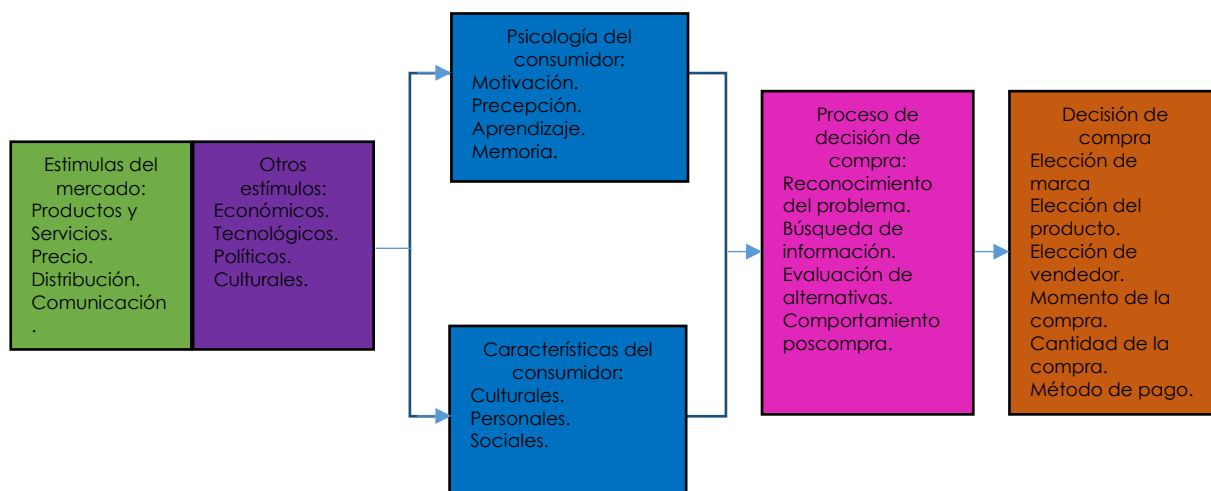 Estimulas del
mercado:
Productos y
Servicios.
Precio.
Distribución.
Comunicación
.
Otros
estímulos:
Económicos.
Tecnológicos.
Políticos.
Culturales.
Psicología del
consumidor:
Motivación.
Precepción.
Aprendizaje.
Memoria.
Características del
consumidor:
Culturales.
Personales.
Sociales.
Proceso de
decisión de
compra:
Reconocimiento
del problema.
Búsqueda de
información.
Evaluación de
alternativas.
Comportamiento
poscompra.
Decisión de
compra
Elección de
marca
Elección del
producto.
Elección de
vendedor.
Momento de la
compra.
Cantidad de la
compra.
Método de pago.